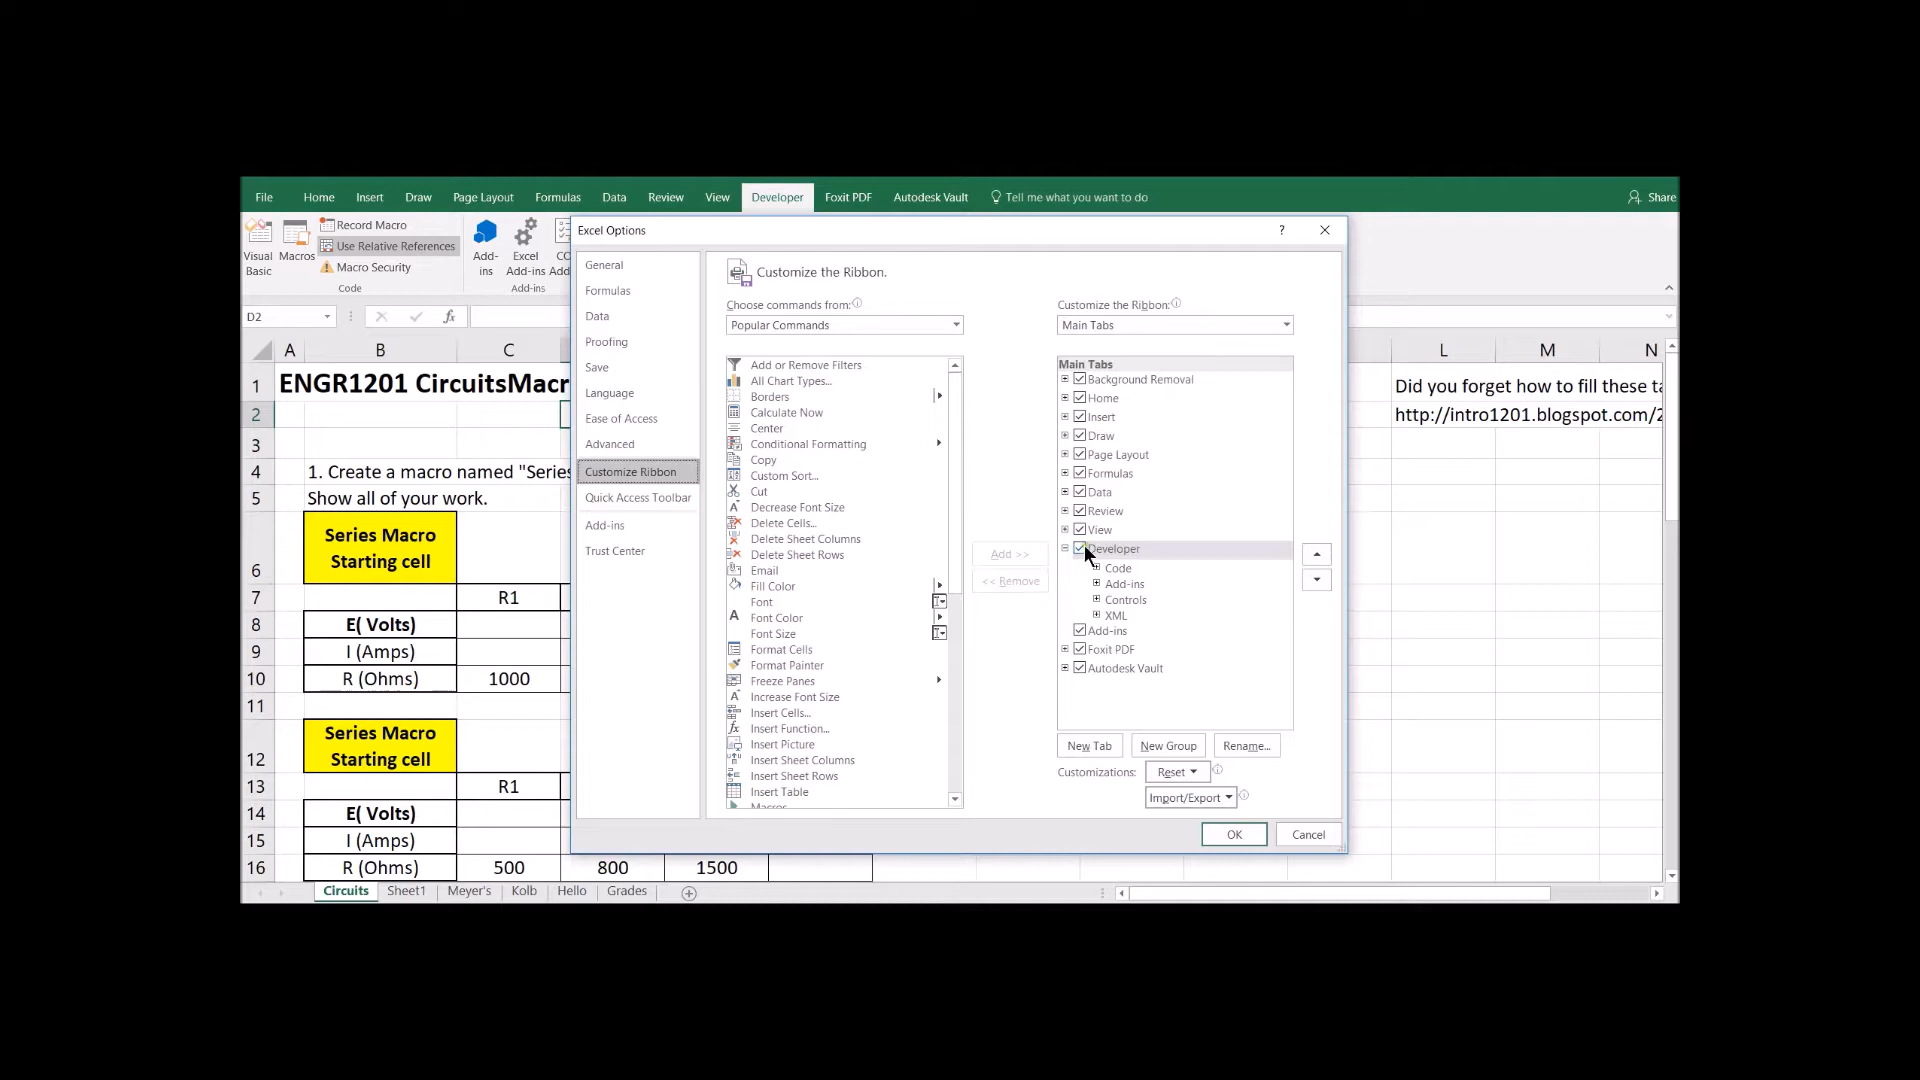 File Home Insert Draw Page Layout Formulas Data Review View Developer Foxit PDF Autodesk Vault Tell me what you want to do Share
Visual Basic
Macros
Record Macro
Use Relative References
Macro Security
Code
Add-ins
Excel Add-ins
Add-ins
D2
fx
A B C L M N
1 ENGR1201 CircuitsMacr
Did you forget how to fill these ta
2
http://intro1201.blogspot.com/2
3
4 1. Create a macro named "Series
5 Show all of your work.
6 Series Macro Starting cell
7 R1
8 E( Volts)
9 I (Amps)
10 R (Ohms) 1000
11
12 Series Macro Starting cell
13 R1
14 E( Volts)
15 I (Amps)
16 R (Ohms) 500 800 1500
Circuits Sheet1 Meyer's Kolb Hello Grades
Excel Options
?
General
Formulas
Data
Proofing
Save
Language
Ease of Access
Advanced
Customize Ribbon
Quick Access Toolbar
Add-ins
Trust Center
Customize the Ribbon.
Choose commands from:
Popular Commands
Add or Remove Filters
All Chart Types...
Borders
Calculate Now
Center
Conditional Formatting
Copy
Custom Sort...
Cut
Decrease Font Size
Delete Cells...
Delete Sheet Columns
Delete Sheet Rows
Email
Fill Color
Font
Font Color
Font Size
Format Cells
Format Painter
Freeze Panes
Increase Font Size
Insert Cells...
Insert Function...
Insert Picture
Insert Sheet Columns
Insert Sheet Rows
Insert Table
Macros
Add >>
<< Remove
Customize the Ribbon:
Main Tabs
Main Tabs
Background Removal
Home
Insert
Draw
Page Layout
Formulas
Data
Review
View
Developer
Code
Add-ins
Controls
XML
Add-ins
Foxit PDF
Autodesk Vault
New Tab New Group Rename...
Customizations: Reset
Import/Export
OK Cancel